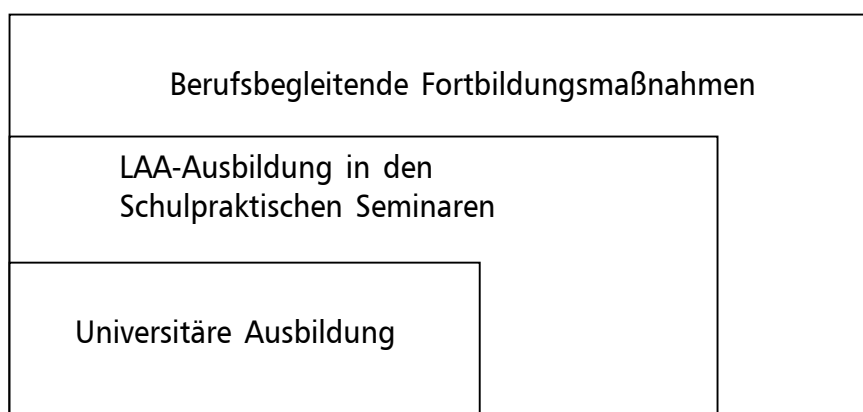 Berufsbegleitende Fortbildungsmaßnahmen
LAA-Ausbildung in den
Schulpraktischen Seminaren
Universitäre Ausbildung